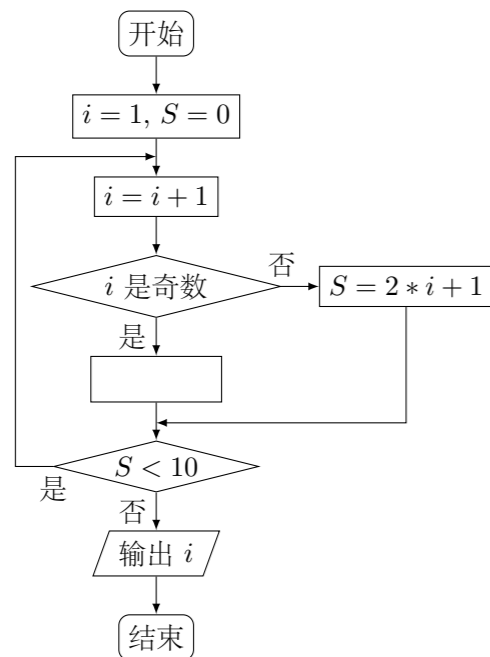 开始
i = 1, S = 0
i = i + 1
i 是奇数
否
S = 2 * i + 1
是
S < 10
是
否
输出 i
结束